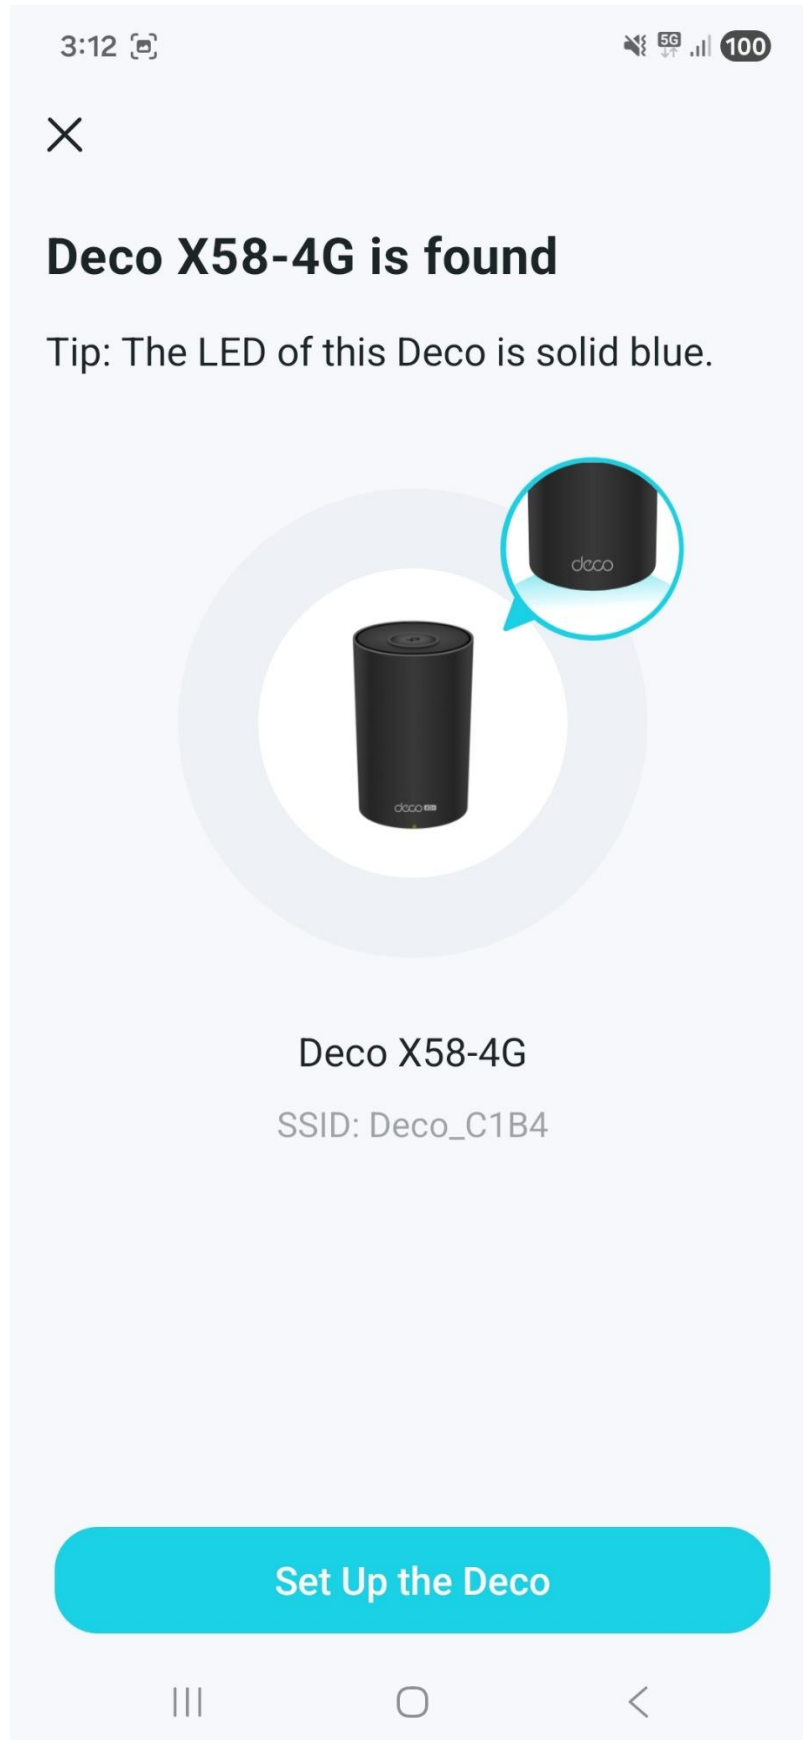 3:12
5G
100
Deco X58-4G is found
Tip: The LED of this Deco is solid blue.
deco
deco
Deco X58-4G
SSID: Deco_C1B4
Set Up the Deco